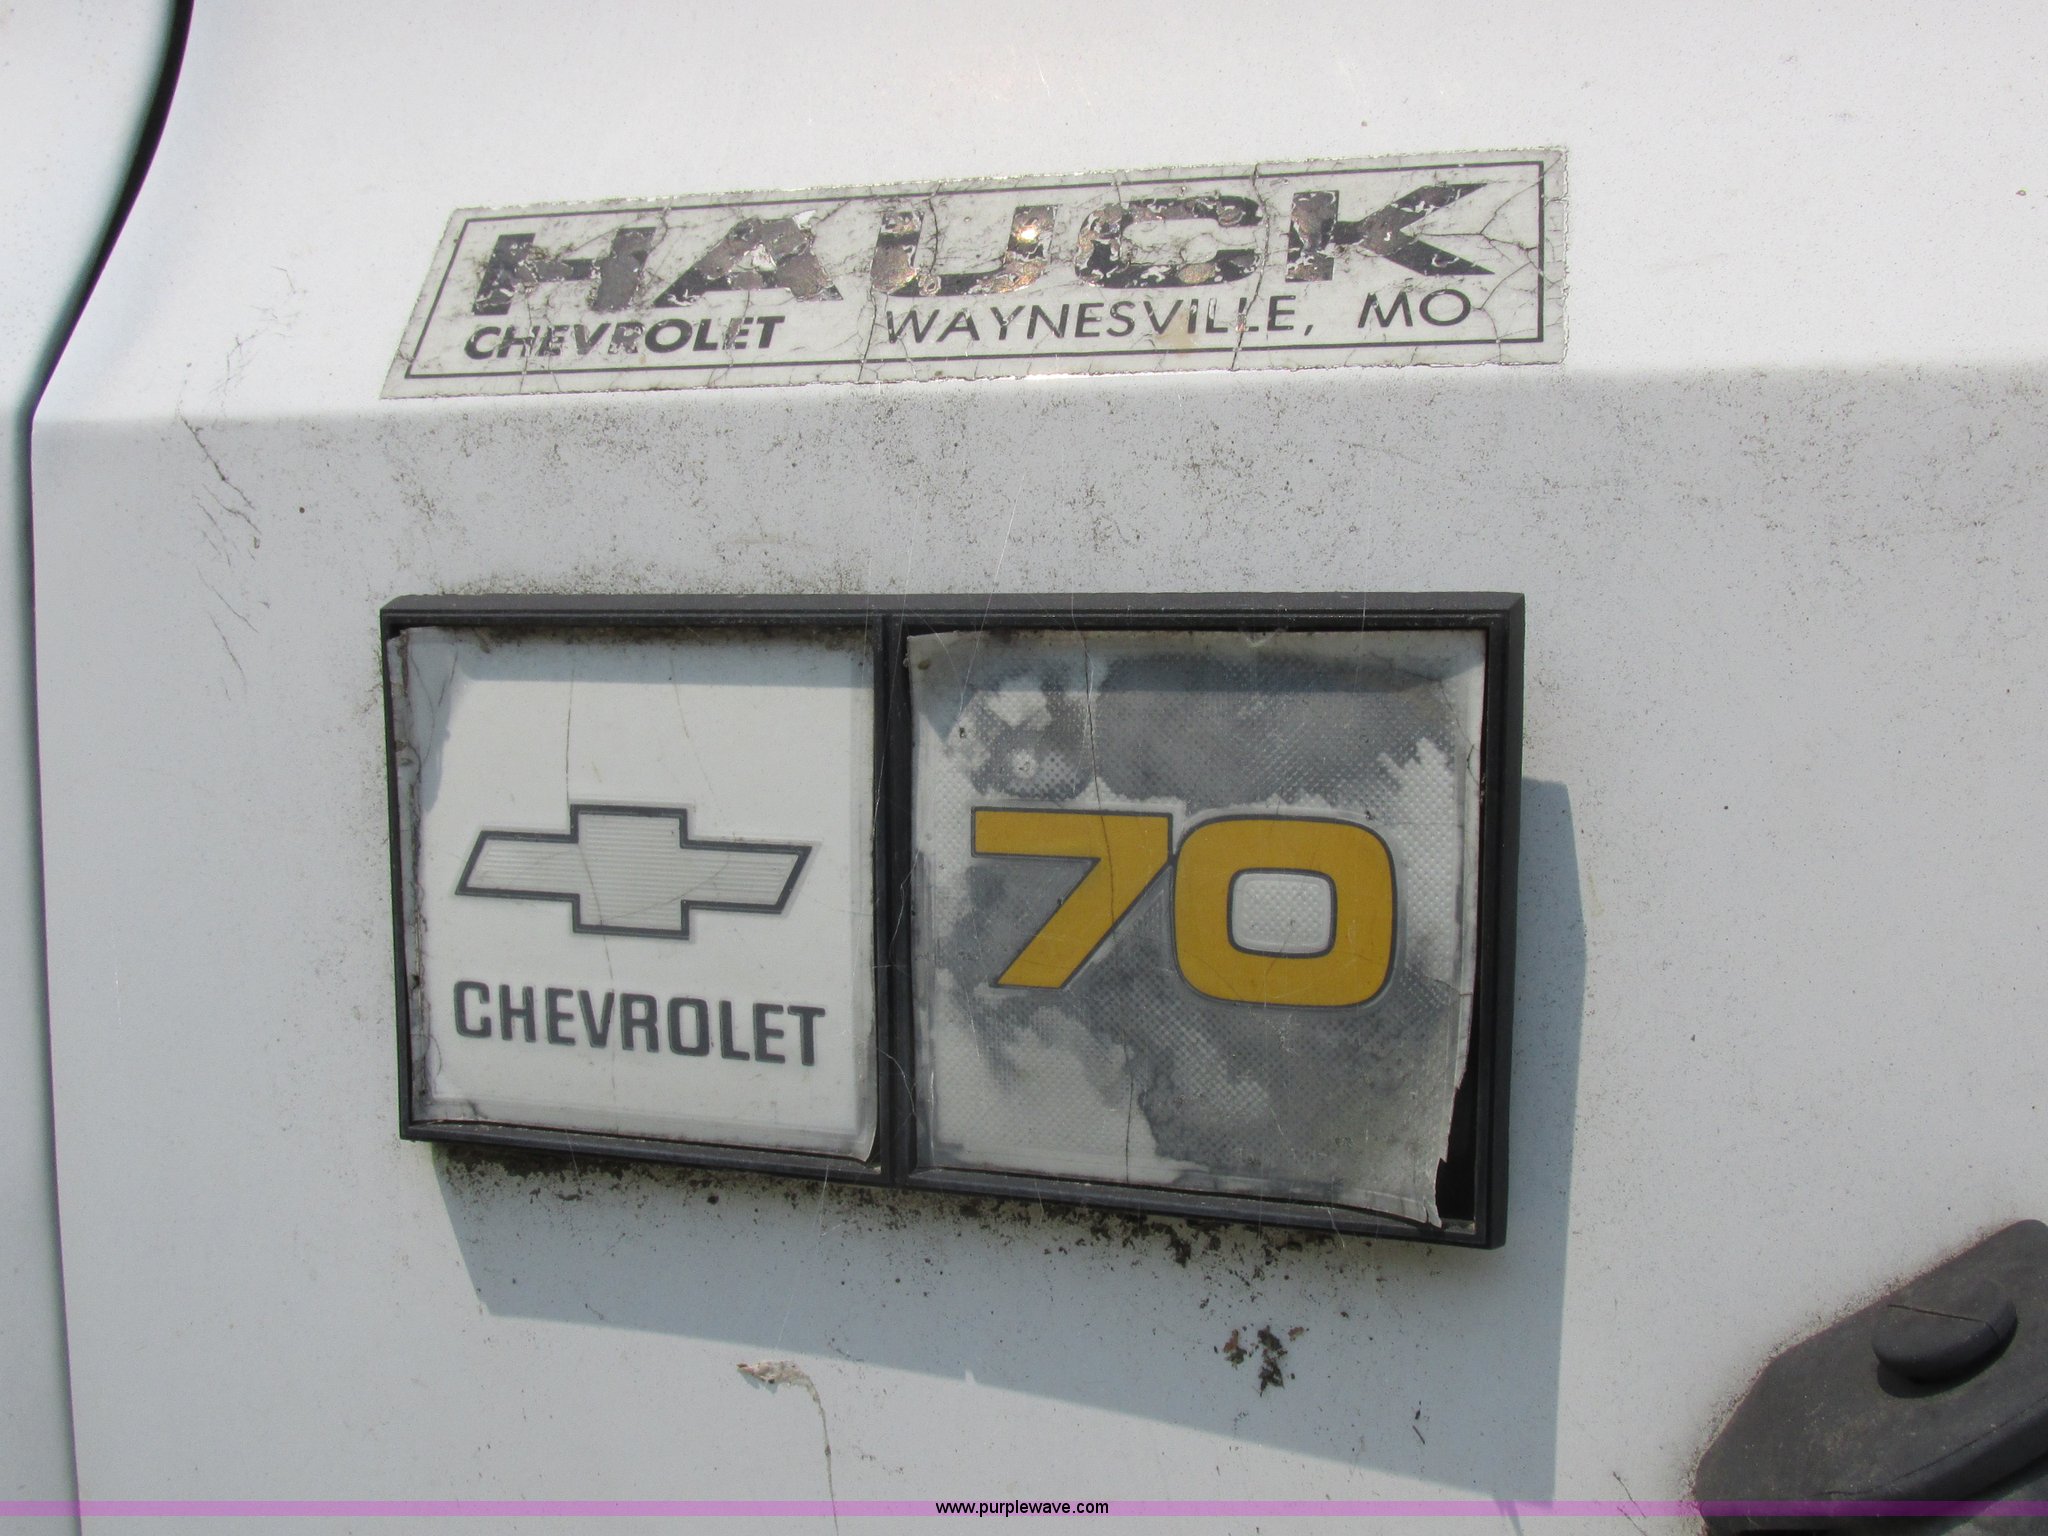 HAUCK
CHEVROLET WAYNESVILLE, MO
CHEVROLET
70
www.purplewave.com